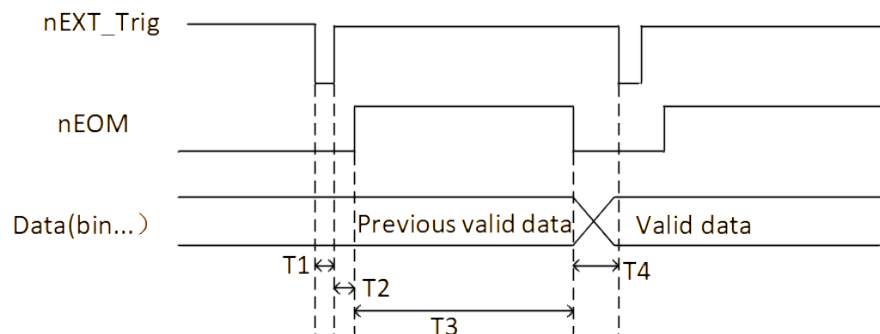 nEXT_Trig
nEOM
Data(bin...）
Previous valid data
Valid data
T1
T4
T2
T3